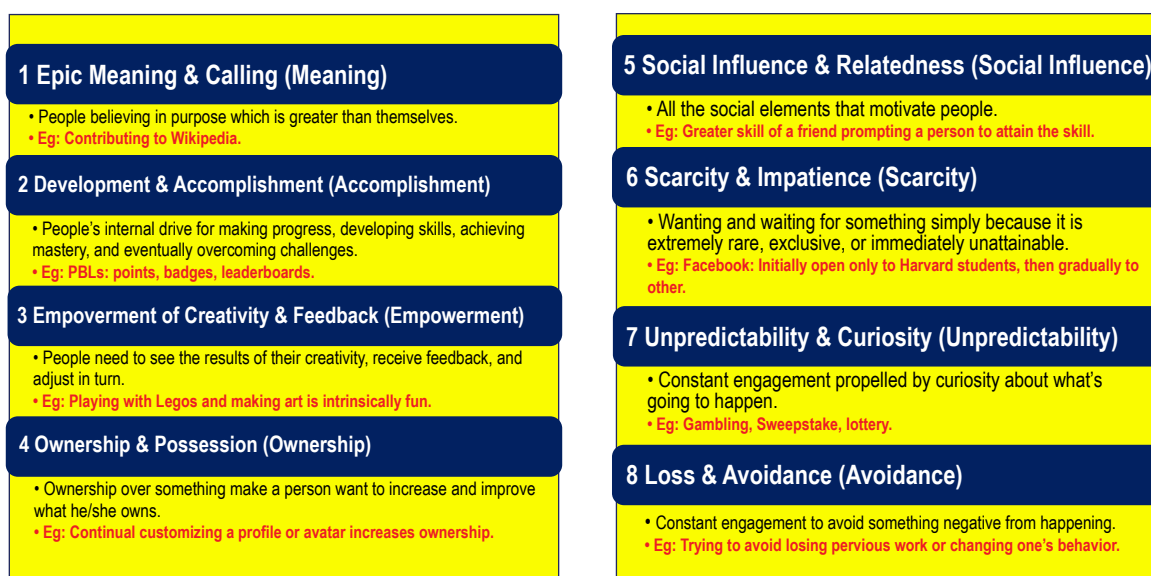 1 Epic Meaning & Calling (Meaning)
• People believing in purpose which is greater than themselves.
• Eg: Contributing to Wikipedia.
2 Development & Accomplishment (Accomplishment)
• People’s internal drive for making progress, developing skills, achieving
mastery, and eventually overcoming challenges.
• Eg: PBLs: points, badges, leaderboards.
3 Empoverment of Creativity & Feedback (Empowerment)
• People need to see the results of their creativity, receive feedback, and
adjust in turn.
• Eg: Playing with Legos and making art is intrinsically fun.
4 Ownership & Possession (Ownership)
• Ownership over something make a person want to increase and improve
what he/she owns.
• Eg: Continual customizing a profile or avatar increases ownership.
5 Social Influence & Relatedness (Social Influence)
• All the social elements that motivate people.
• Eg: Greater skill of a friend prompting a person to attain the skill.
6 Scarcity & Impatience (Scarcity)
• Wanting and waiting for something simply because it is
extremely rare, exclusive, or immediately unattainable.
• Eg: Facebook: Initially open only to Harvard students, then gradually to
other.
7 Unpredictability & Curiosity (Unpredictability)
• Constant engagement propelled by curiosity about what’s
going to happen.
• Eg: Gambling, Sweepstake, lottery.
8 Loss & Avoidance (Avoidance)
• Constant engagement to avoid something negative from happening.
• Eg: Trying to avoid losing pervious work or changing one’s behavior.